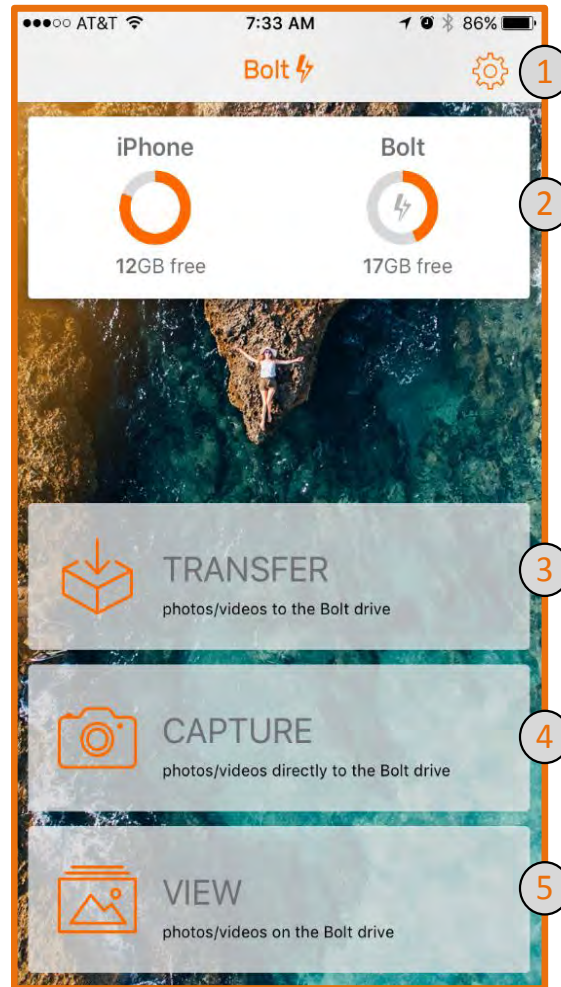 AT&T 7:33 AM 86%
Bolt
1
iPhone Bolt
2
12GB free 17GB free
TRANSFER
3
photos/videos to the Bolt drive
CAPTURE
4
photos/videos directly to the Bolt drive
VIEW
5
photos/videos on the Bolt drive